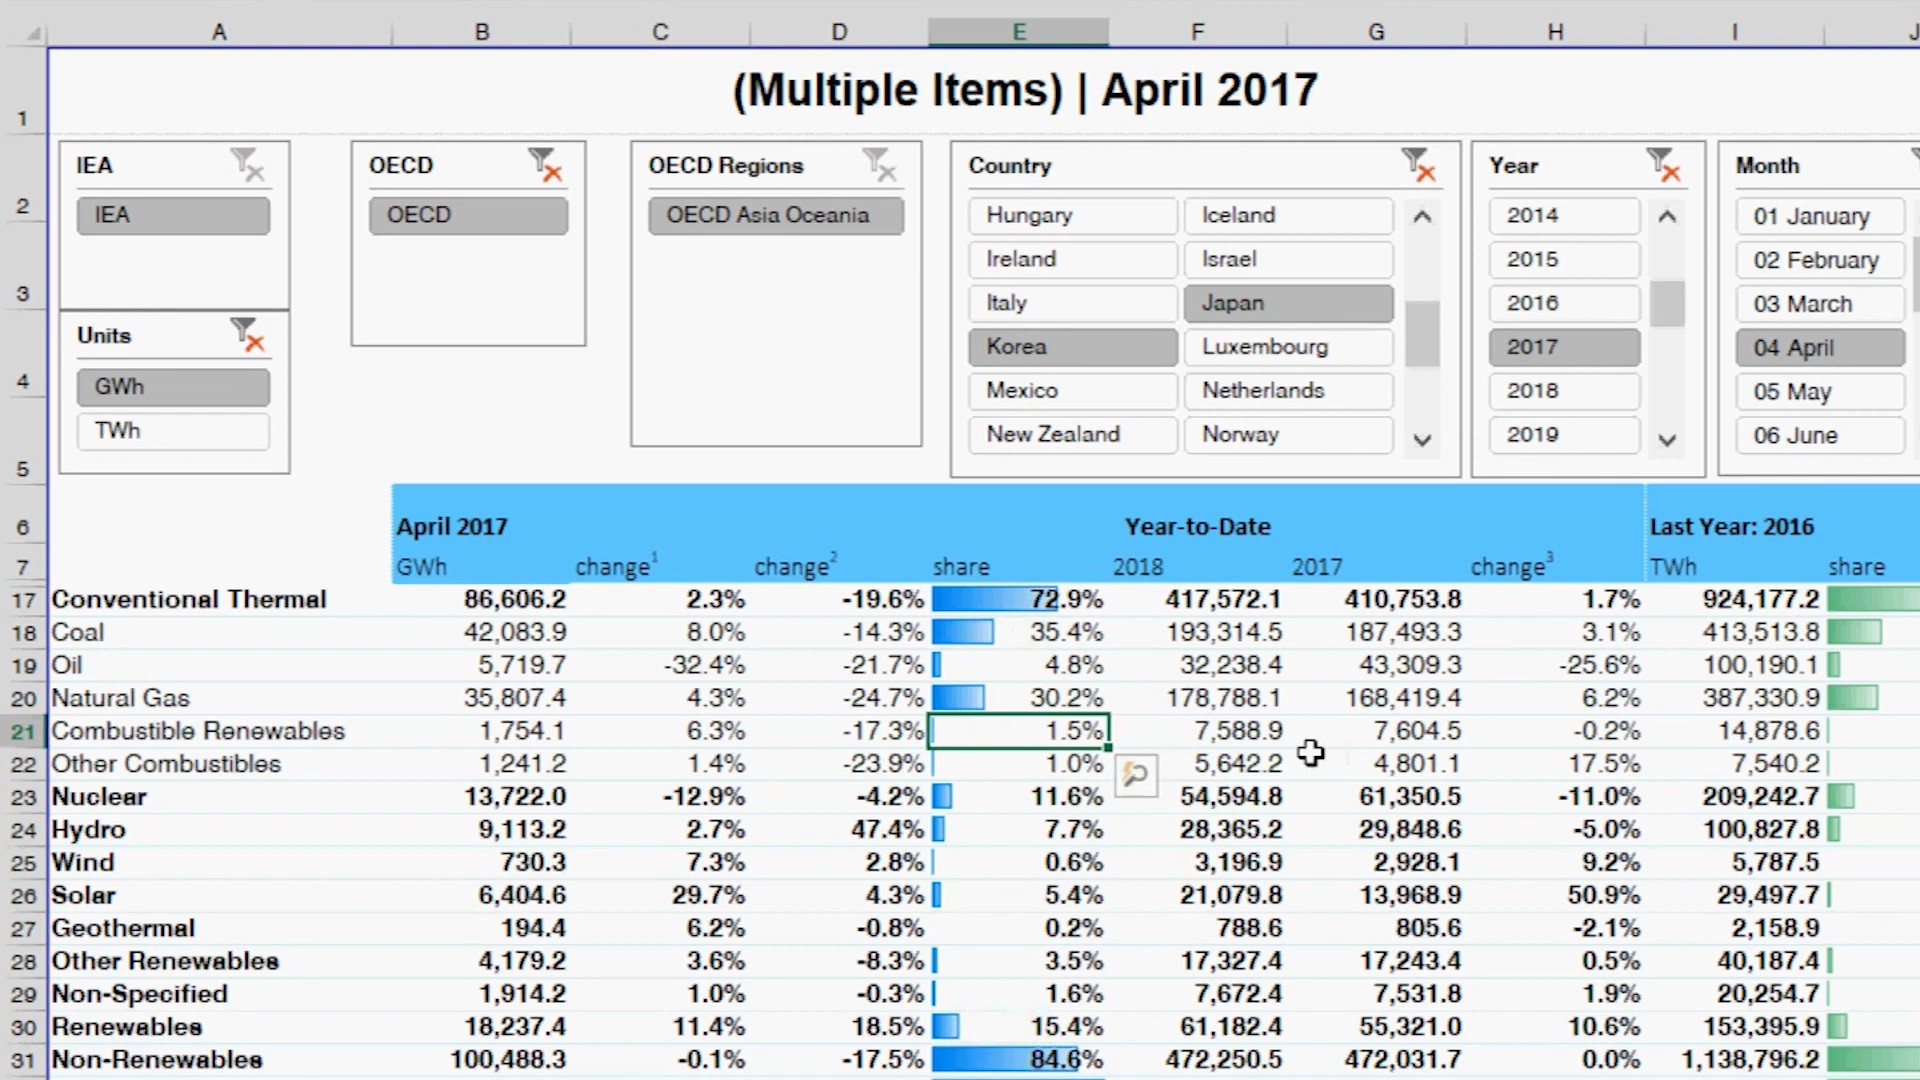 A B C D E F G H I J
1 (Multiple Items) | April 2017
IEA OECD OECD Regions Country Year Month
2 IEA OECD OECD Asia Oceania Hungary Iceland 2014 01 January
Ireland Israel 2015 02 February
3 Italy Japan 2016 03 March
Units Korea Luxembourg 2017 04 April
4 GWh Mexico Netherlands 2018 05 May
TWh New Zealand Norway 2019 06 June
5
6 April 2017 Year-to-Date Last Year: 2016
7 GWh change1 change2 share 2018 2017 change3 TWh share
17 Conventional Thermal 86,606.2 2.3% -19.6% 72.9% 417,572.1 410,753.8 1.7% 924,177.2
18 Coal 42,083.9 8.0% -14.3% 35.4% 193,314.5 187,493.3 3.1% 413,513.8
19 Oil 5,719.7 -32.4% -21.7% 4.8% 32,238.4 43,309.3 -25.6% 100,190.1
20 Natural Gas 35,807.4 4.3% -24.7% 30.2% 178,788.1 168,419.4 6.2% 387,330.9
21 Combustible Renewables 1,754.1 6.3% -17.3% 1.5% 7,588.9 7,604.5 -0.2% 14,878.6
22 Other Combustibles 1,241.2 1.4% -23.9% 1.0% 5,642.2 4,801.1 17.5% 7,540.2
23 Nuclear 13,722.0 -12.9% -4.2% 11.6% 54,594.8 61,350.5 -11.0% 209,242.7
24 Hydro 9,113.2 2.7% 47.4% 7.7% 28,365.2 29,848.6 -5.0% 100,827.8
25 Wind 730.3 7.3% 2.8% 0.6% 3,196.9 2,928.1 9.2% 5,787.5
26 Solar 6,404.6 29.7% 4.3% 5.4% 21,079.8 13,968.9 50.9% 29,497.7
27 Geothermal 194.4 6.2% -0.8% 0.2% 788.6 805.6 -2.1% 2,158.9
28 Other Renewables 4,179.2 3.6% -8.3% 3.5% 17,327.4 17,243.4 0.5% 40,187.4
29 Non-Specified 1,914.2 1.0% -0.3% 1.6% 7,672.4 7,531.8 1.9% 20,254.7
30 Renewables 18,237.4 11.4% 18.5% 15.4% 61,182.4 55,321.0 10.6% 153,395.9
31 Non-Renewables 100,488.3 -0.1% -17.5% 84.6% 472,250.5 472,031.7 0.0% 1,138,796.2